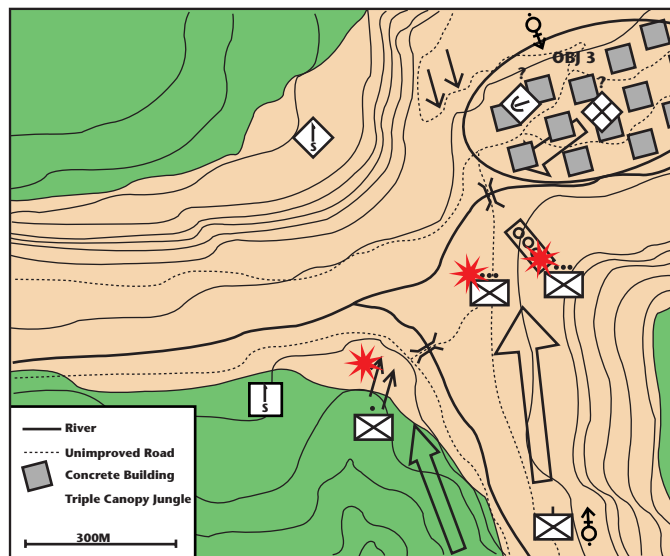 OBJ 3
?
?
S
S
River
Unimproved Road
Concrete Building
Triple Canopy Jungle
300M